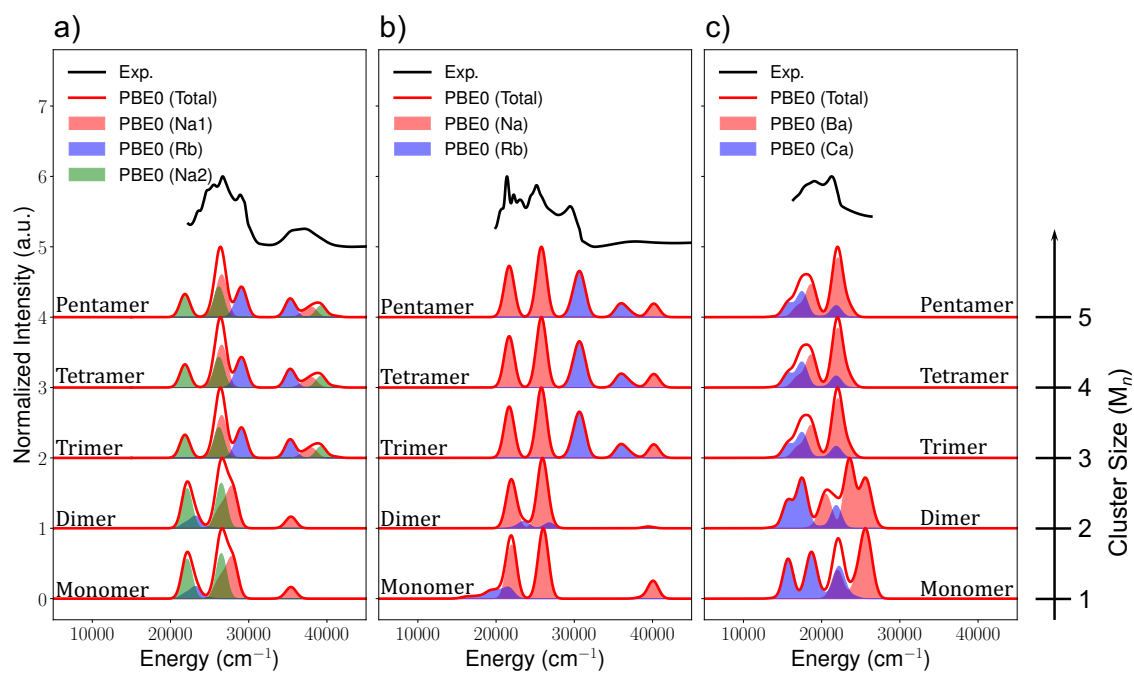 a)
b)
c)
Exp.
PBE0 (Total)
PBE0 (Na1)
PBE0 (Rb)
PBE0 (Na2)
Exp.
PBE0 (Total)
PBE0 (Na)
PBE0 (Rb)
Exp.
PBE0 (Total)
PBE0 (Ba)
PBE0 (Ca)
Normalized Intensity (a.u.)
7
6
5
4
3
2
1
0
Pentamer
Tetramer
Trimer
Dimer
Monomer
Pentamer
Tetramer
Trimer
Dimer
Monomer
Pentamer
Tetramer
Trimer
Dimer
Monomer
5
4
3
2
1
Cluster Size (Mₙ)
10000 20000 30000 40000
10000 20000 30000 40000
10000 20000 30000 40000
Energy (cm⁻¹)
Energy (cm⁻¹)
Energy (cm⁻¹)